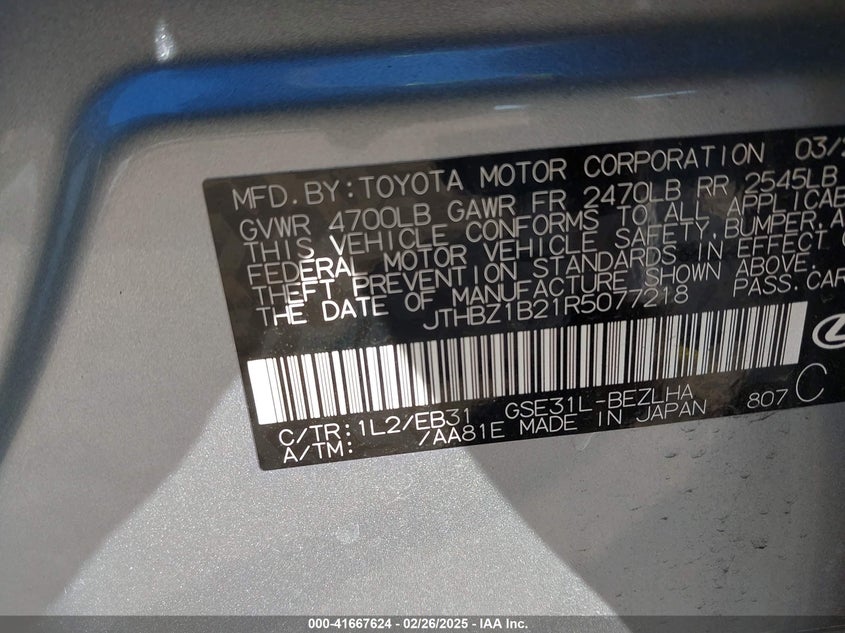 MFD.BY:TOYOTA MOTOR CORPORATION 03/
GVWR 4700LB GAWR FR 2470LB RR 2545LB
THIS VEHICLE CONFORMS TO ALL APPLICAB
FEDERAL MOTOR VEHICLE SAFETY,BUMPER,A
THEFT PREVENTION STANDARDS IN EFFECT O
THE DATE OF MANUFACTURE SHOWN ABOVE.
JTHBZ1B21R5077218 PASS.CAR
C/TR:1L2/EB31 GSE31L-BEZLHA
A/TM: /AA81E MADE IN JAPAN 807 C
000-41667624 - 02/26/2025 - IAA Inc.